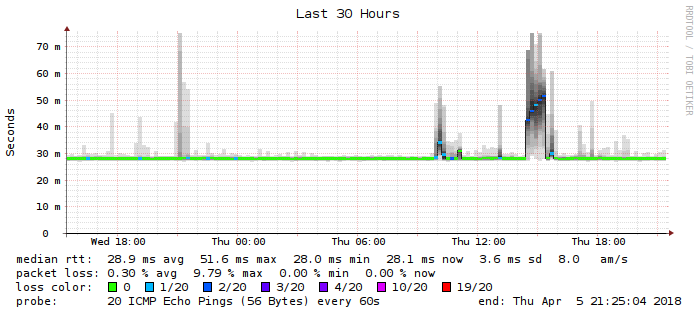 Last 30 Hours
RRDTOOL / TOBI OETIKER
Seconds
70 m
60 m
50 m
40 m
30 m
20 m
10 m
0
Wed 18:00 Thu 00:00 Thu 06:00 Thu 12:00 Thu 18:00
median rtt: 28.9 ms avg 51.6 ms max 28.0 ms min 28.1 ms now 3.6 ms sd 8.0 am/s
packet loss: 0.30 % avg 9.79 % max 0.00 % min 0.00 % now
loss color: 0 1/20 2/20 3/20 4/20 10/20 19/20
probe: 20 ICMP Echo Pings (56 Bytes) every 60s end: Thu Apr 5 21:25:04 2018